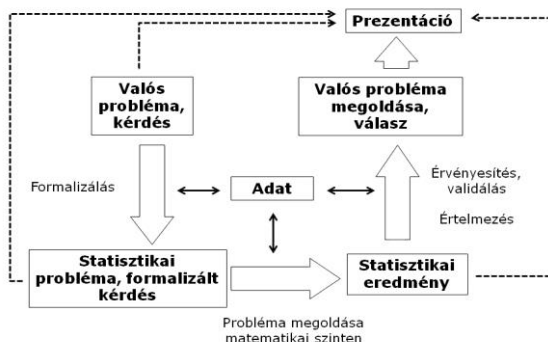 Prezentáció
Valós
probléma,
kérdés
Valós probléma
megoldása,
válasz
Formalizálás
Adat
Érvényesítés,
validálás
Értelmezés
Statisztikai
probléma, formalizált
kérdés
Statisztikai
eredmény
Probléma megoldása
matematikai szinten